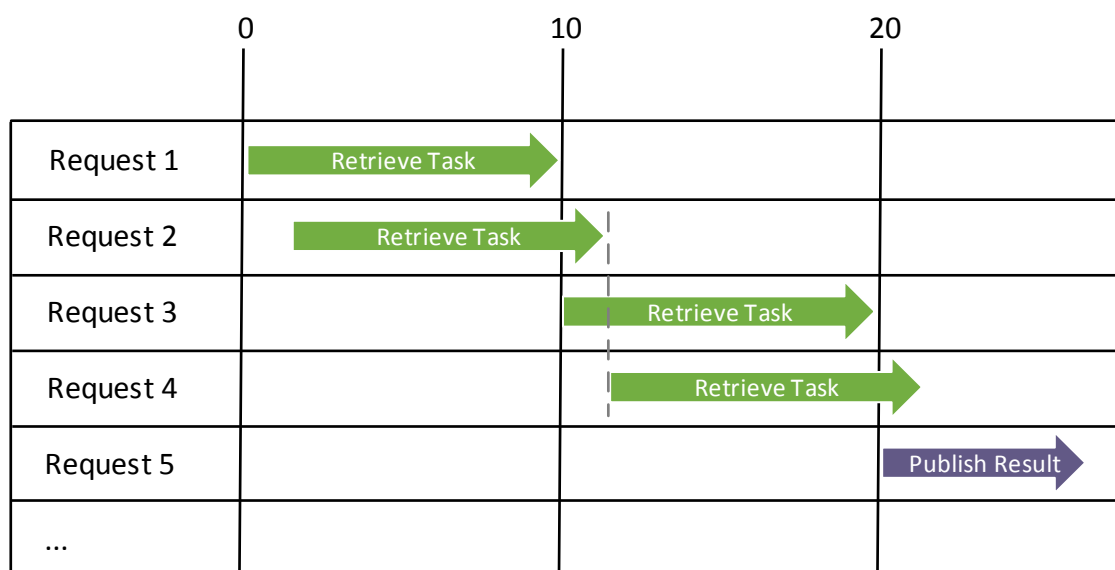 0 10 20
Request 1 Retrieve Task
Request 2 Retrieve Task
Request 3 Retrieve Task
Request 4 Retrieve Task
Request 5 Publish Result
...